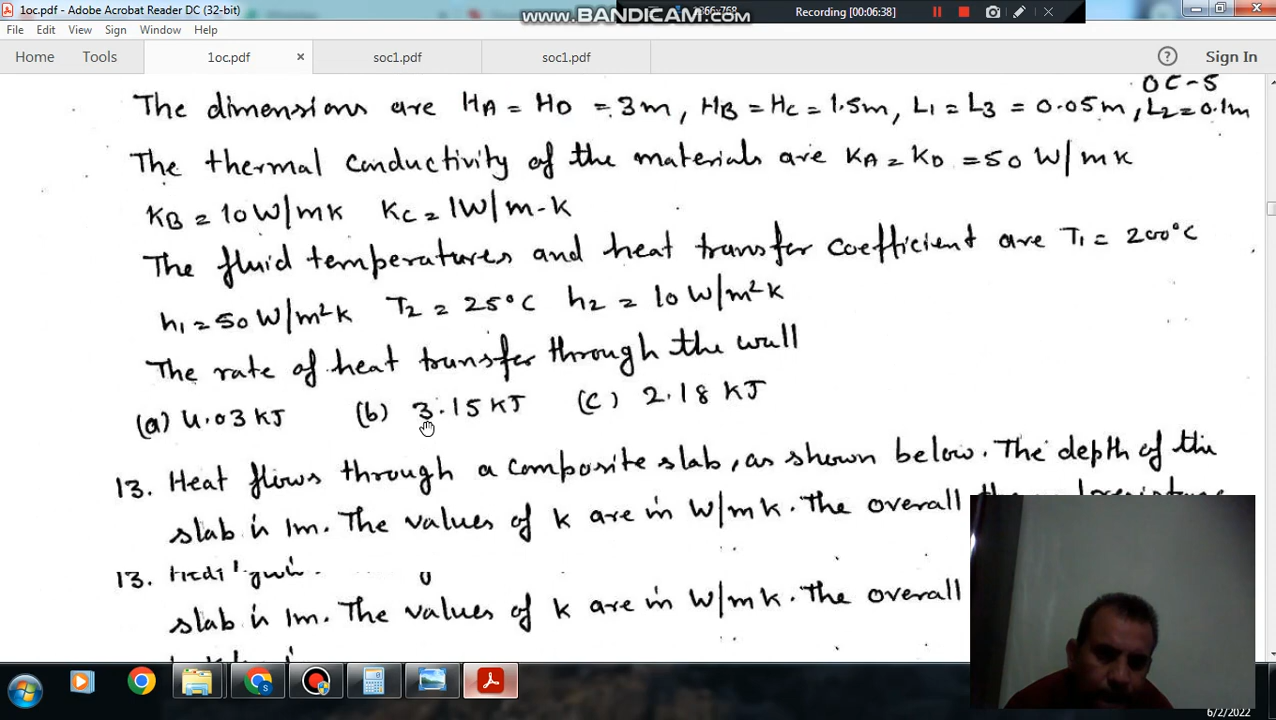 1oc.pdf - Adobe Acrobat Reader DC (32-bit)
www.BANDICAM.com
Recording [00:06:38]
File Edit View Sign Window Help
Home Tools 1oc.pdf × soc1.pdf soc1.pdf ? Sign In
OC-5
The dimensions are HA = HD = 3m, HB = HC = 1.5m, L1 = L3 = 0.05m, L2 = 0.1m
The thermal conductivity of the materials are KA = KD = 50 W/mk
KB = 10 W/mk KC = 1W/m-k
The fluid temperatures and heat transfer coefficient are T1 = 200°C
h1 = 50 W/m²k T2 = 25°C h2 = 10 W/m²k
The rate of heat transfer through the wall
(a) 4.03 KJ (b) 3.15 KJ (c) 2.18 KJ
13. Heat flows through a composite slab, as shown below. The depth of the
slab is 1m. The values of k are in W/mk. The overall
13.
slab is 1m. The values of k are in W/mk. The overall
6/2/2022